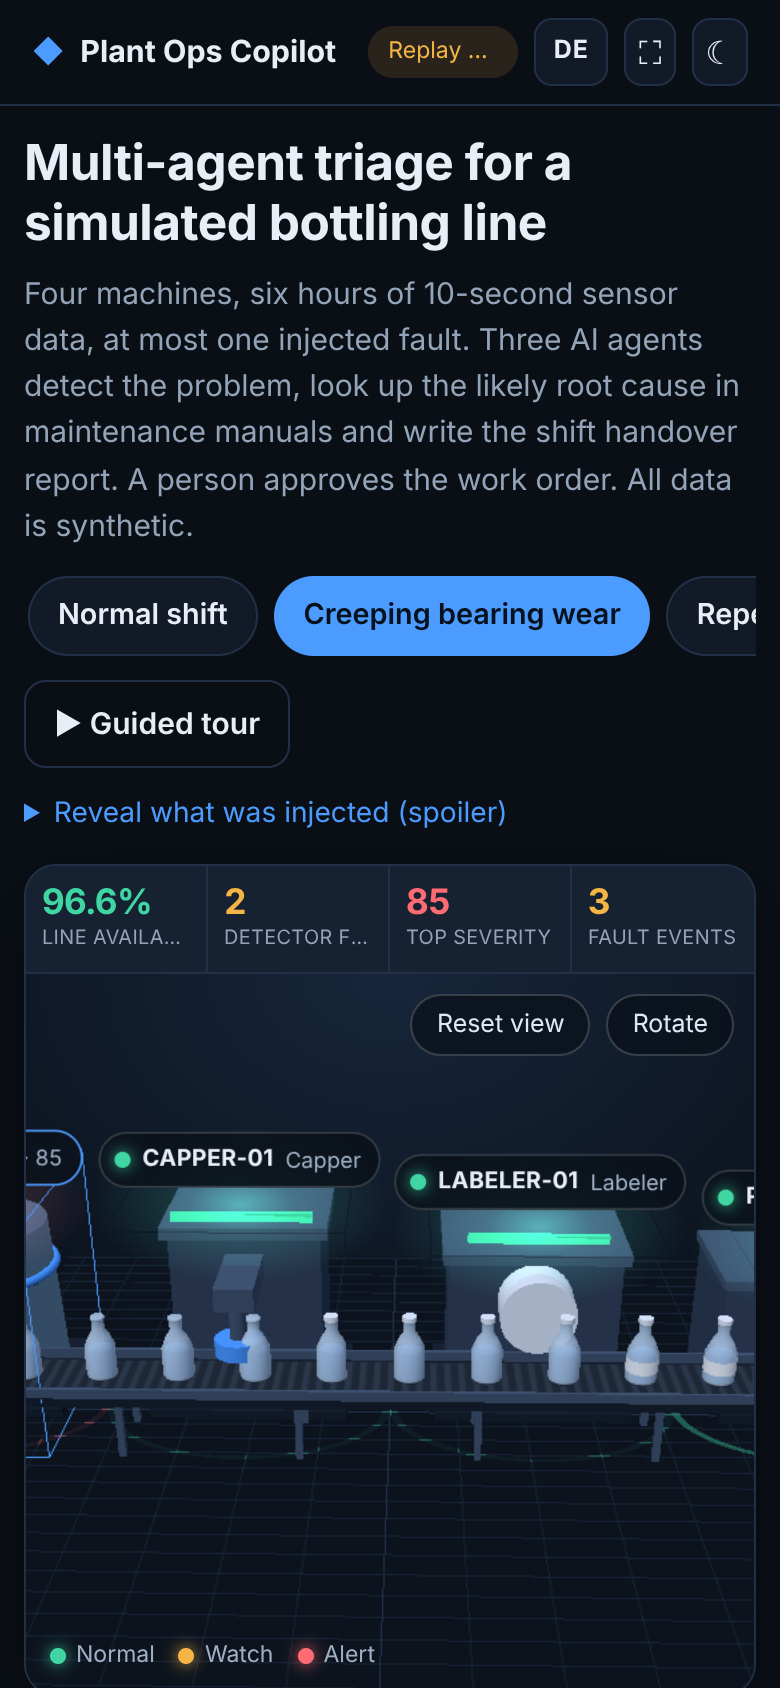 Plant Ops Copilot
Replay ...
DE
Multi-agent triage for a
simulated bottling line
Four machines, six hours of 10-second sensor
data, at most one injected fault. Three AI agents
detect the problem, look up the likely root cause in
maintenance manuals and write the shift handover
report. A person approves the work order. All data
is synthetic.
Normal shift
Creeping bearing wear
Repe
▶ Guided tour
▶ Reveal what was injected (spoiler)
96.6%
LINE AVAILA...
2
DETECTOR F...
85
TOP SEVERITY
3
FAULT EVENTS
Reset view
Rotate
· 85
CAPPER-01 Capper
LABELER-01 Labeler
Normal
Watch
Alert